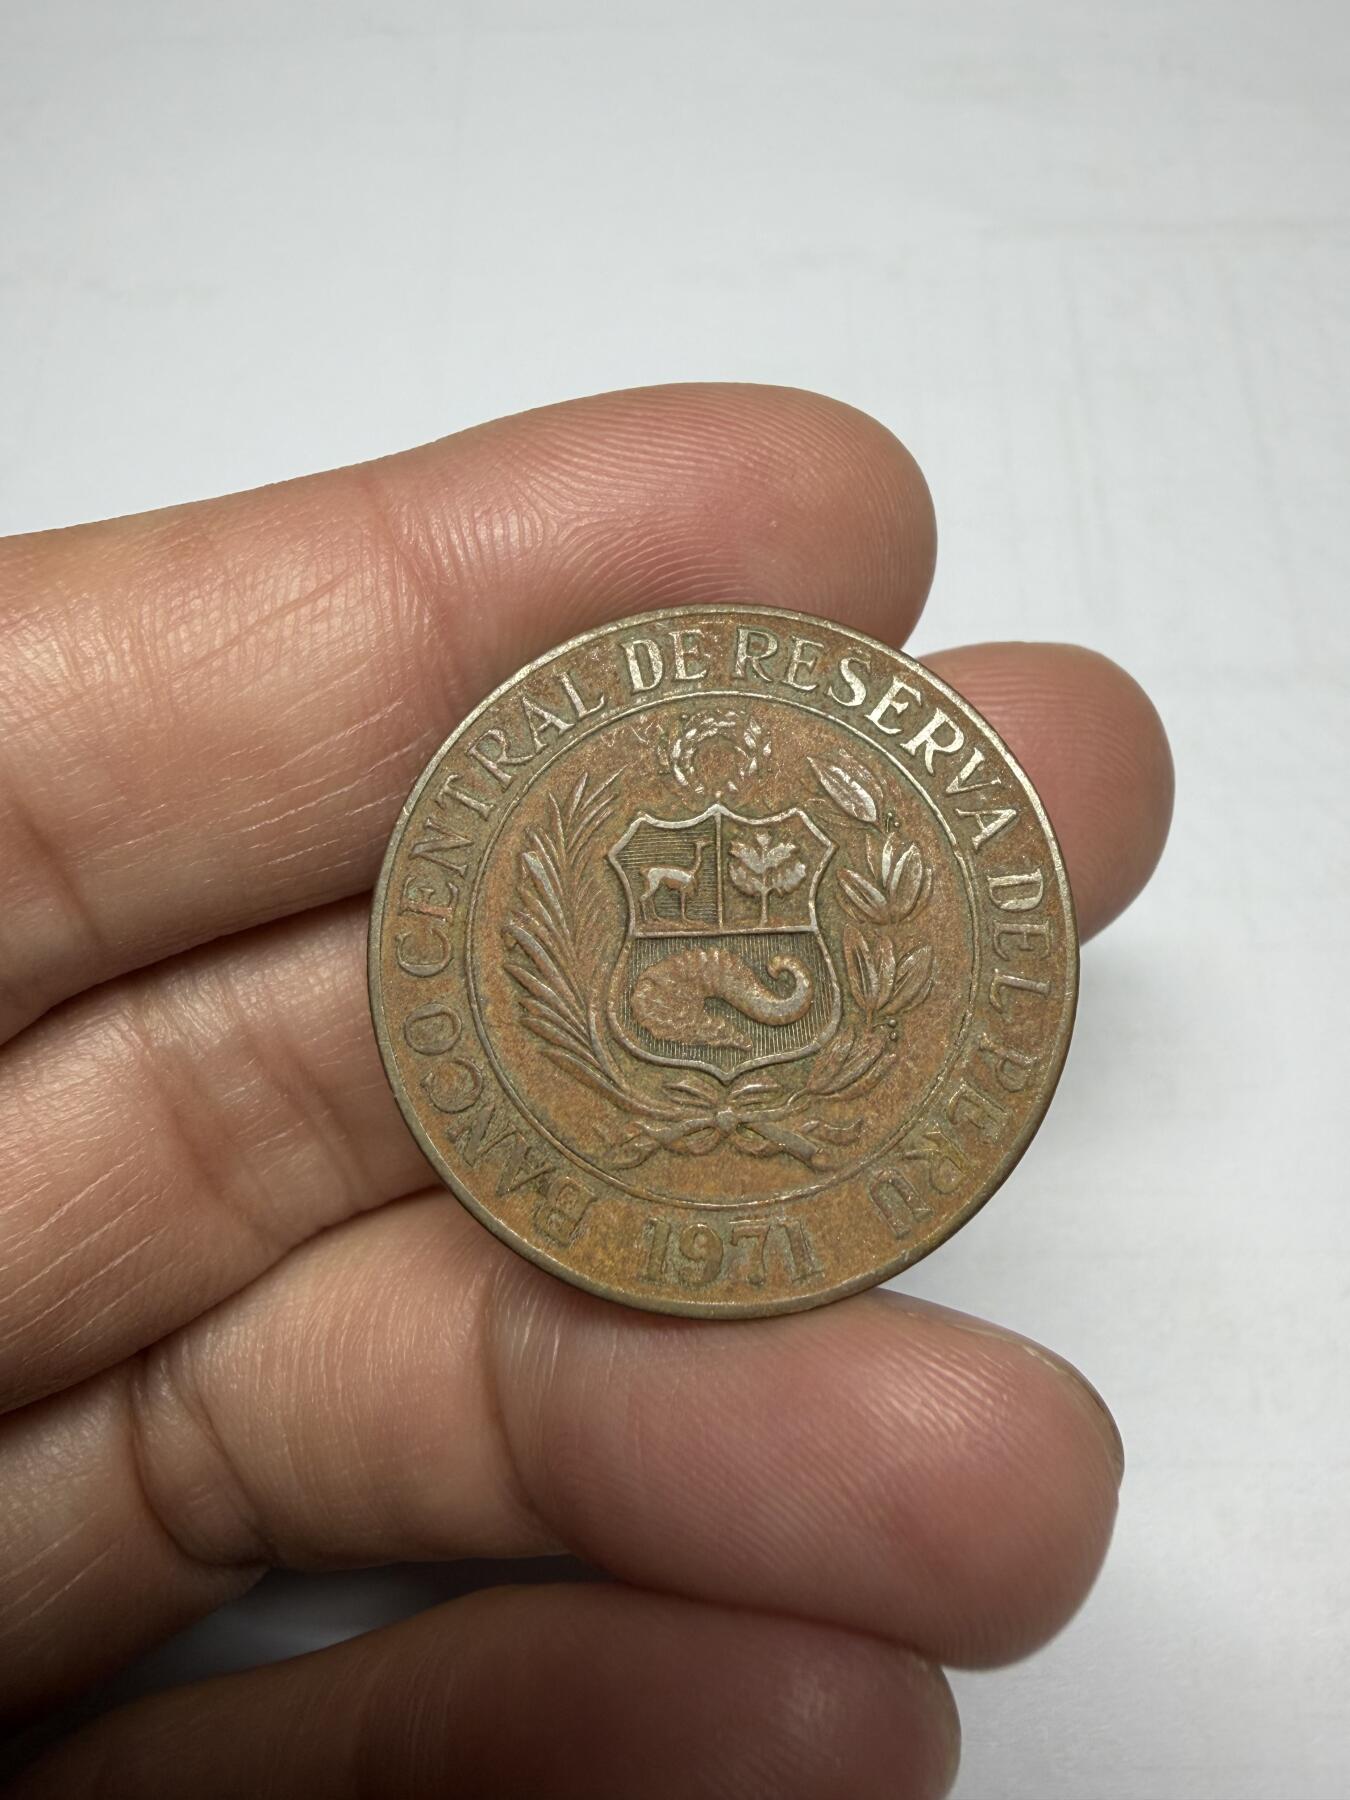 BANCO CENTRAL DE RESERVA DEL PERU
1971